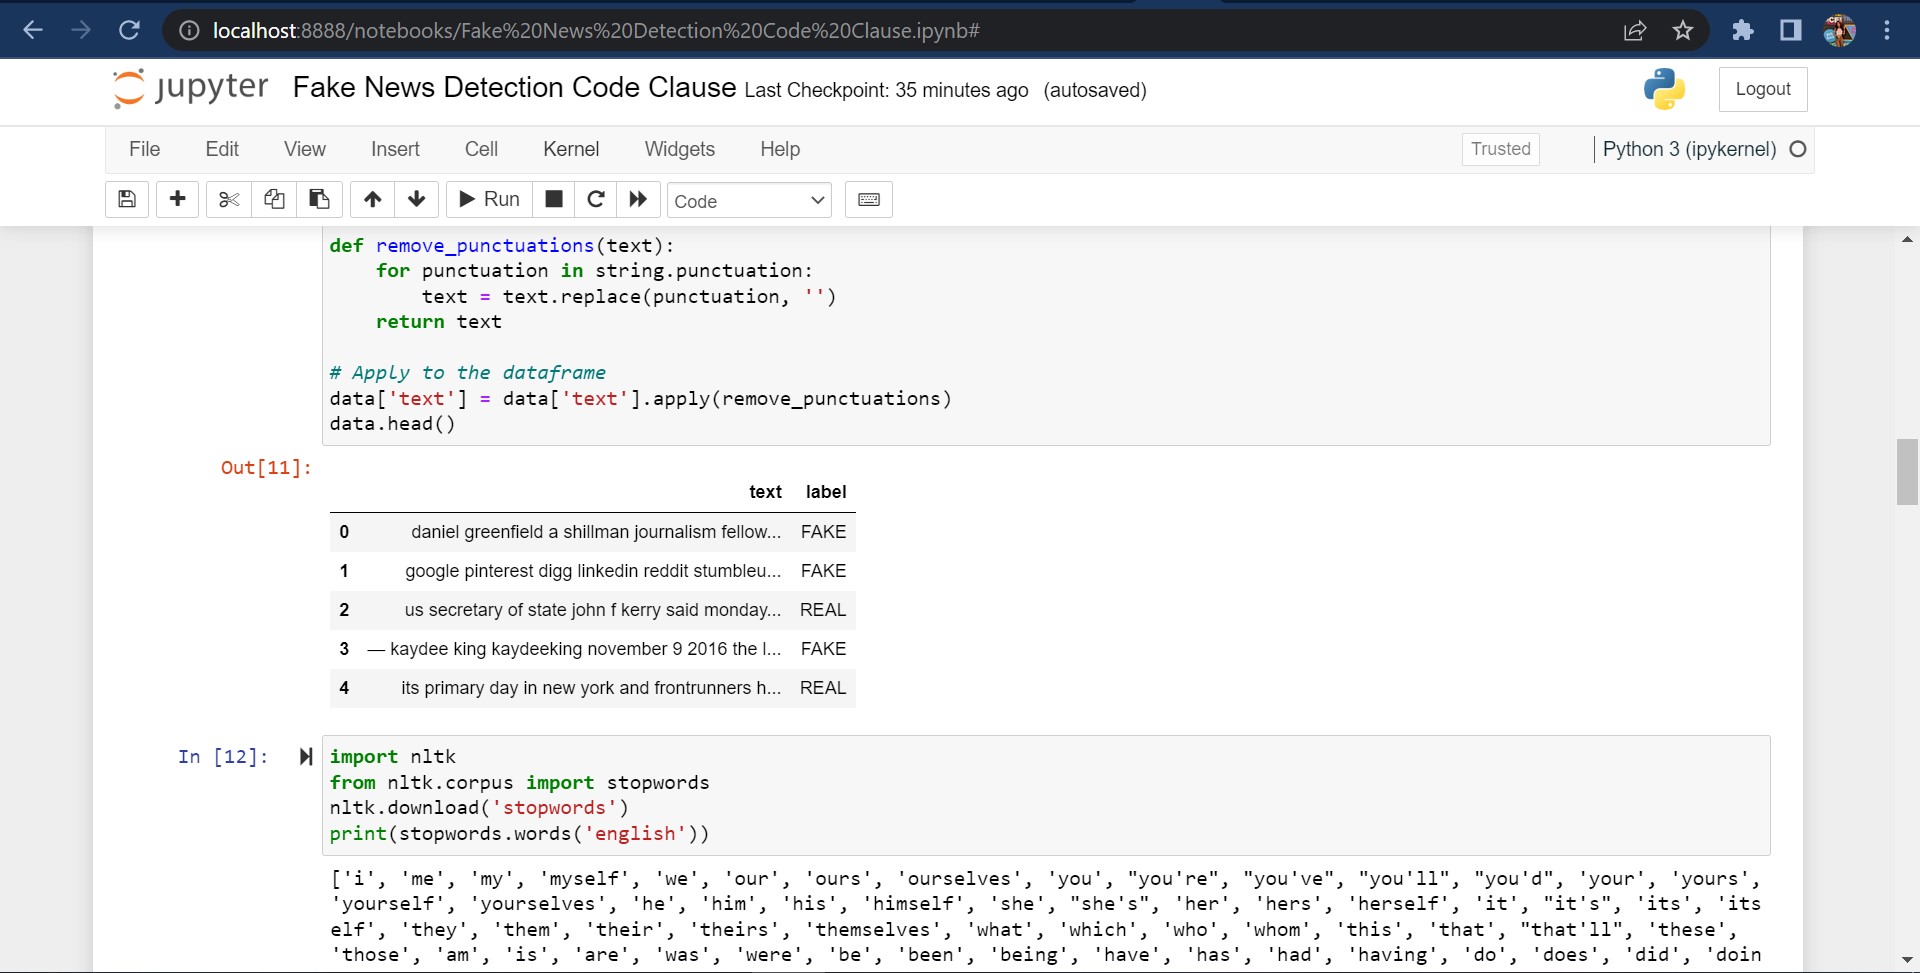 localhost:8888/notebooks/Fake%20News%20Detection%20Code%20Clause.ipynb#
jupyter Fake News Detection Code Clause Last Checkpoint: 35 minutes ago (autosaved) Logout
File Edit View Insert Cell Kernel Widgets Help Trusted Python 3 (ipykernel)
Run Code
def remove_punctuations(text):
    for punctuation in string.punctuation:
        text = text.replace(punctuation, '')
    return text
# Apply to the dataframe
data['text'] = data['text'].apply(remove_punctuations)
data.head()
Out[11]:
text label
0 daniel greenfield a shillman journalism fellow... FAKE
1 google pinterest digg linkedin reddit stumbleu... FAKE
2 us secretary of state john f kerry said monday... REAL
3 — kaydee king kaydeeking november 9 2016 the l... FAKE
4 its primary day in new york and frontrunners h... REAL
In [12]: import nltk
from nltk.corpus import stopwords
nltk.download('stopwords')
print(stopwords.words('english'))
['i', 'me', 'my', 'myself', 'we', 'our', 'ours', 'ourselves', 'you', "you're", "you've", "you'll", "you'd", 'your', 'yours',
'yourself', 'yourselves', 'he', 'him', 'his', 'himself', 'she', "she's", 'her', 'hers', 'herself', 'it', "it's", 'its', 'its
elf', 'they', 'them', 'their', 'theirs', 'themselves', 'what', 'which', 'who', 'whom', 'this', 'that', "that'll", 'these',
'those', 'am', 'is', 'are', 'was', 'were', 'be', 'been', 'being', 'have', 'has', 'had', 'having', 'do', 'does', 'did', 'doin